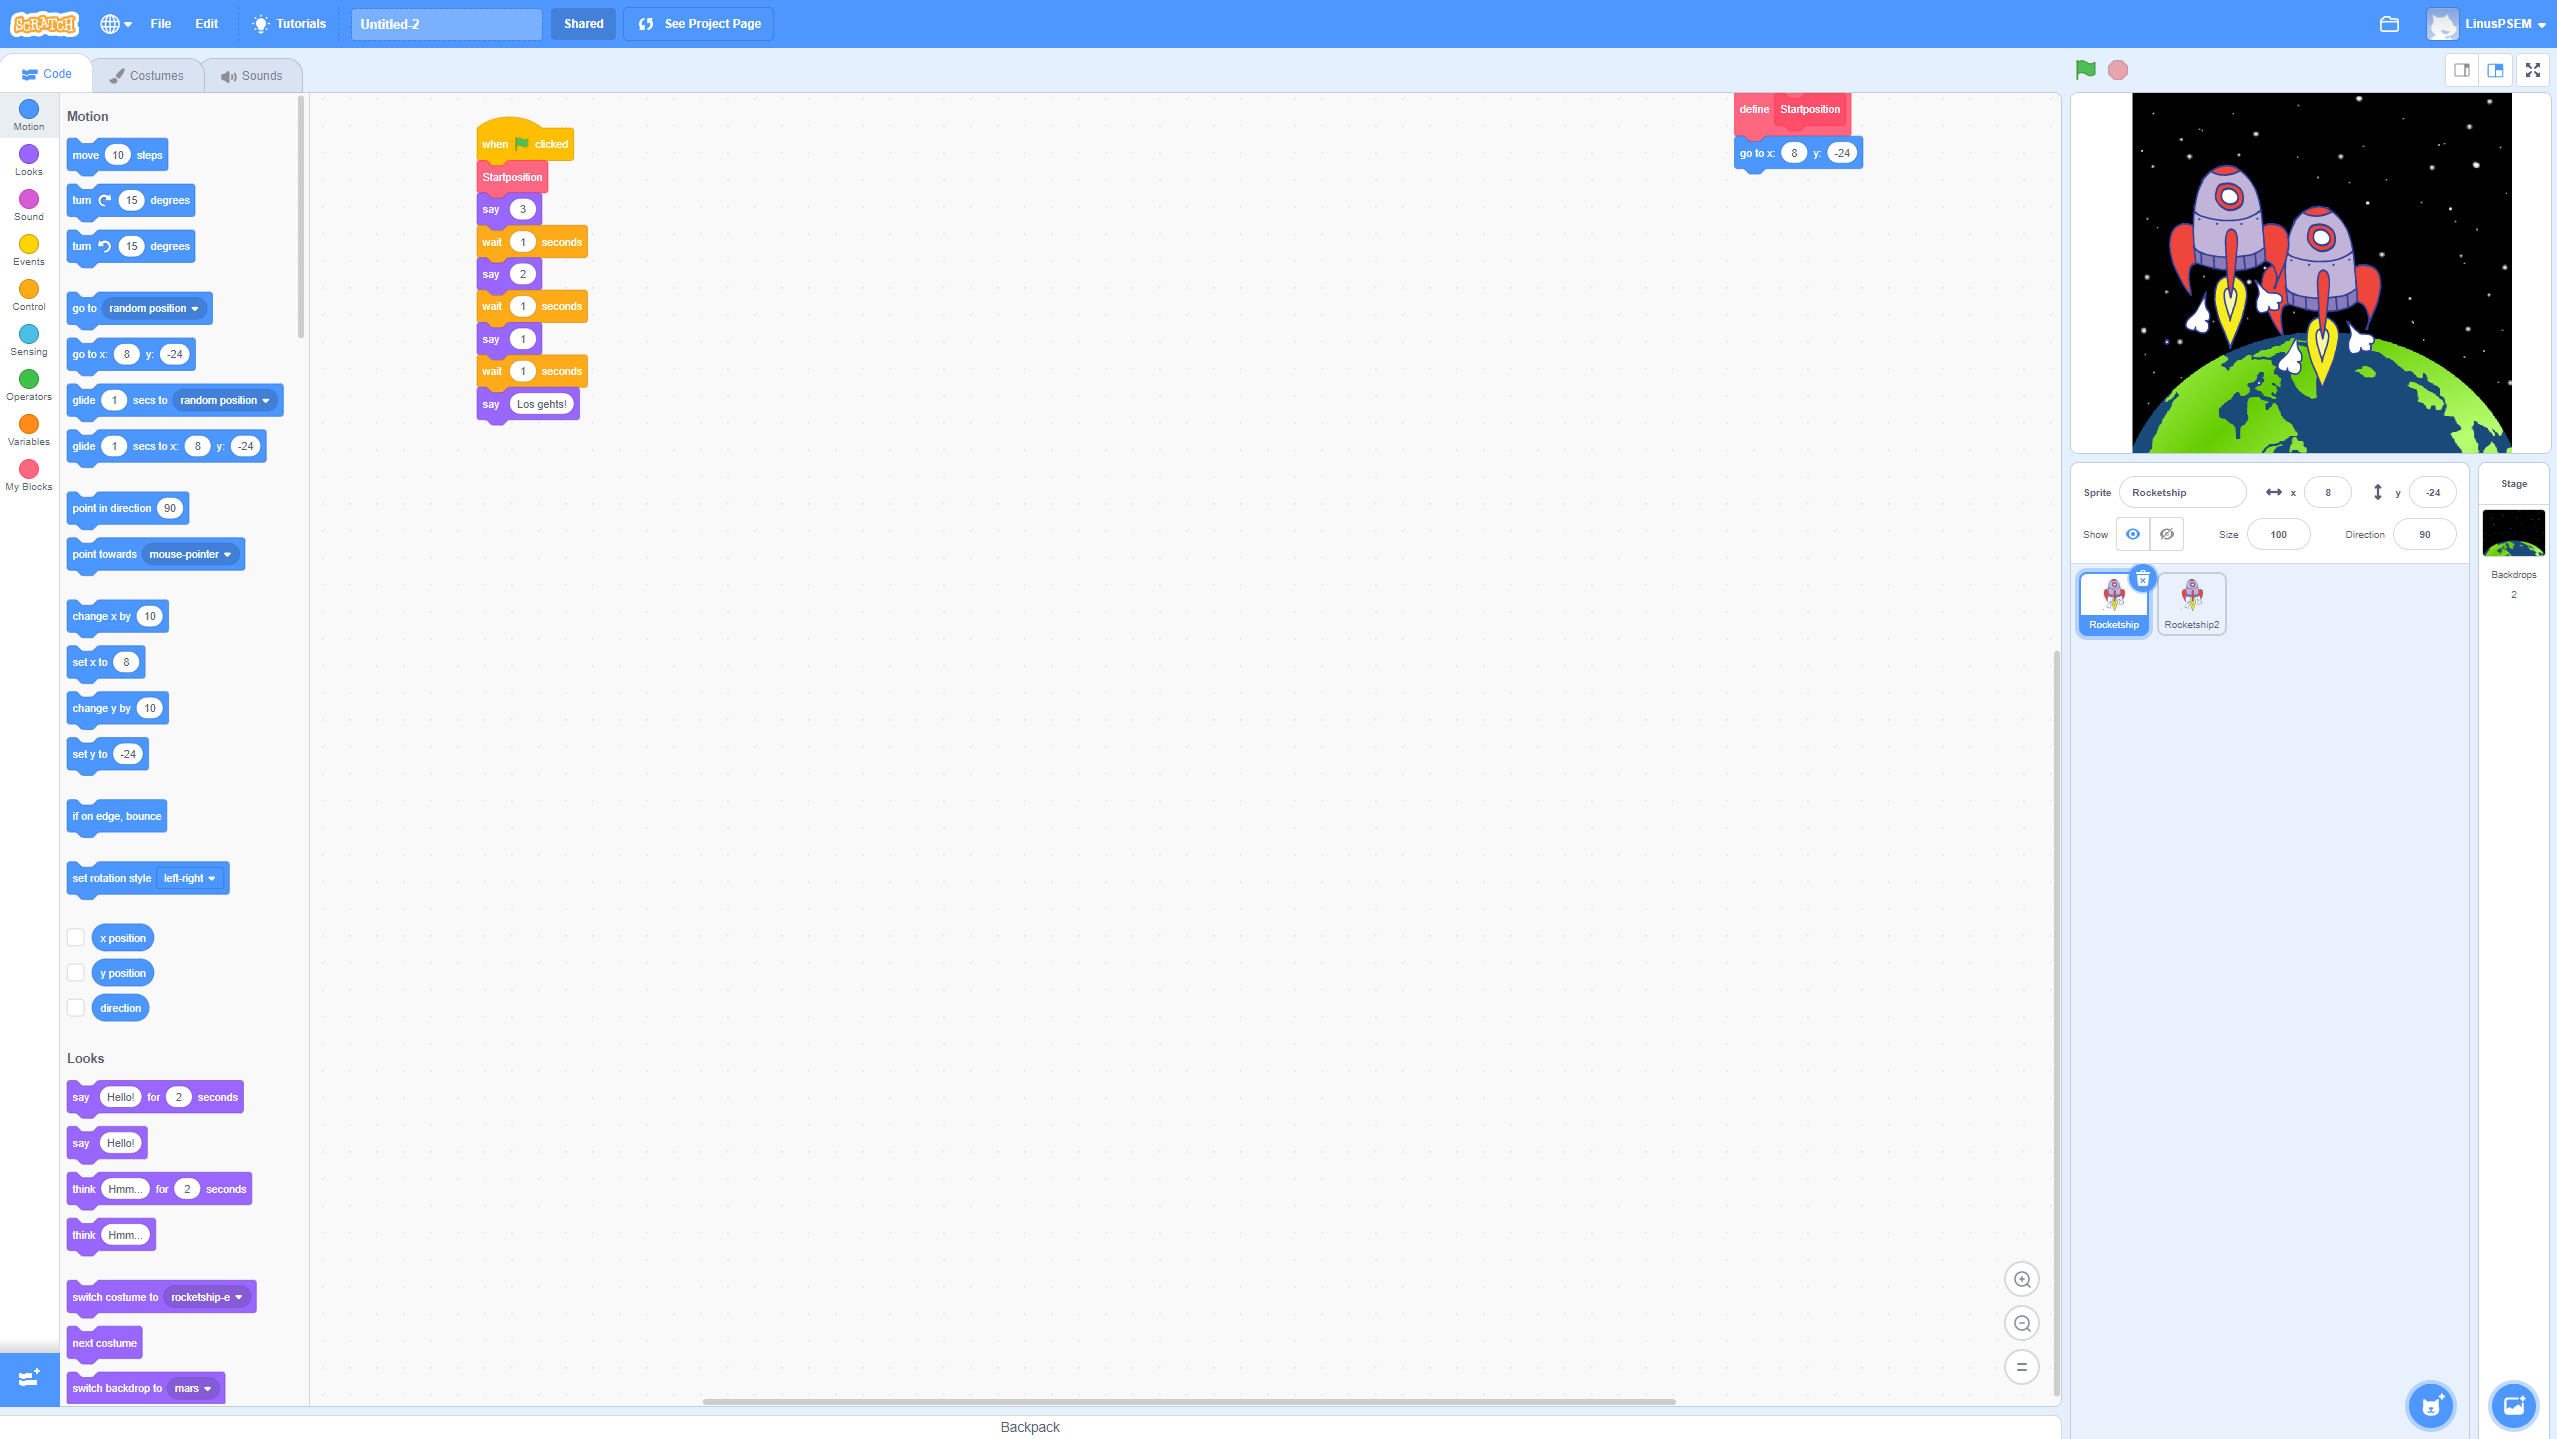 SCRATCH File Edit Tutorials Untitled-2 Shared See Project Page LinusPSEM
Code Costumes Sounds
Motion
Looks
Sound
Events
Control
Sensing
Operators
Variables
My Blocks
Motion
move 10 steps
turn 15 degrees
turn 15 degrees
go to random position
go to x: 8 y: -24
glide 1 secs to random position
glide 1 secs to x: 8 y: -24
point in direction 90
point towards mouse-pointer
change x by 10
set x to 8
change y by 10
set y to -24
if on edge, bounce
set rotation style left-right
x position
y position
direction
Looks
say Hello! for 2 seconds
say Hello!
think Hmm... for 2 seconds
think Hmm...
switch costume to rocketship-e
next costume
switch backdrop to mars
when clicked
Startposition
say 3
wait 1 seconds
say 2
wait 1 seconds
say 1
wait 1 seconds
say Los gehts!
define Startposition
go to x: 8 y: -24
Sprite Rocketship x 8 y -24
Show Size 100 Direction 90
Rocketship Rocketship2
Stage
Backdrops
2
Backpack